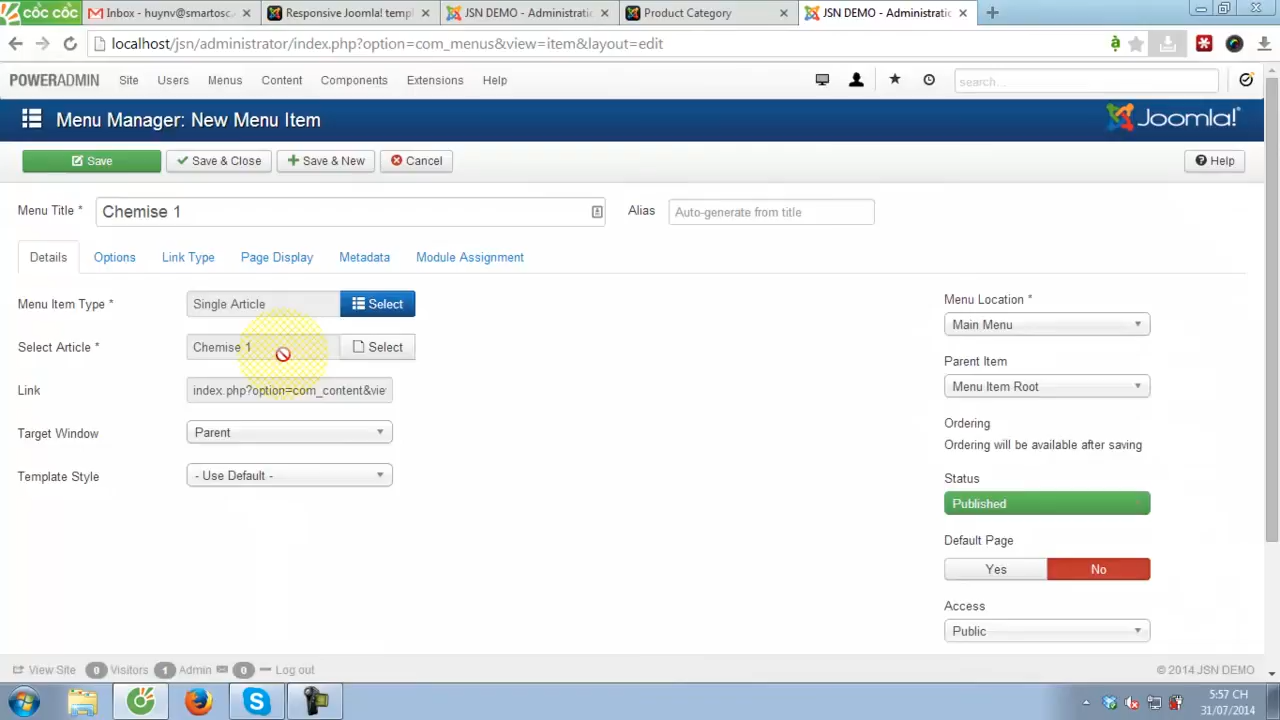 cốc cốc
Inbox - huynv@smartosc.
Responsive Joomla! templ
JSN DEMO - Administratio
Product Category
JSN DEMO - Administratic
localhost/jsn/administrator/index.php?option=com_menus&view=item&layout=edit
POWERADMIN Site Users Menus Content Components Extensions Help
search...
Menu Manager: New Menu Item
Joomla!
Save
Save & Close
Save & New
Cancel
Help
Menu Title *
Chemise 1
Alias
Auto-generate from title
Details Options Link Type Page Display Metadata Module Assignment
Menu Item Type *
Single Article
Select
Select Article *
Chemise 1
Select
Link
index.php?option=com_content&vie
Target Window
Parent
Template Style
- Use Default -
Menu Location *
Main Menu
Parent Item
Menu Item Root
Ordering
Ordering will be available after saving
Status
Published
Default Page
Yes
No
Access
Public
View Site 0 Visitors 1 Admin 0 Log out
© 2014 JSN DEMO
5:57 CH
31/07/2014